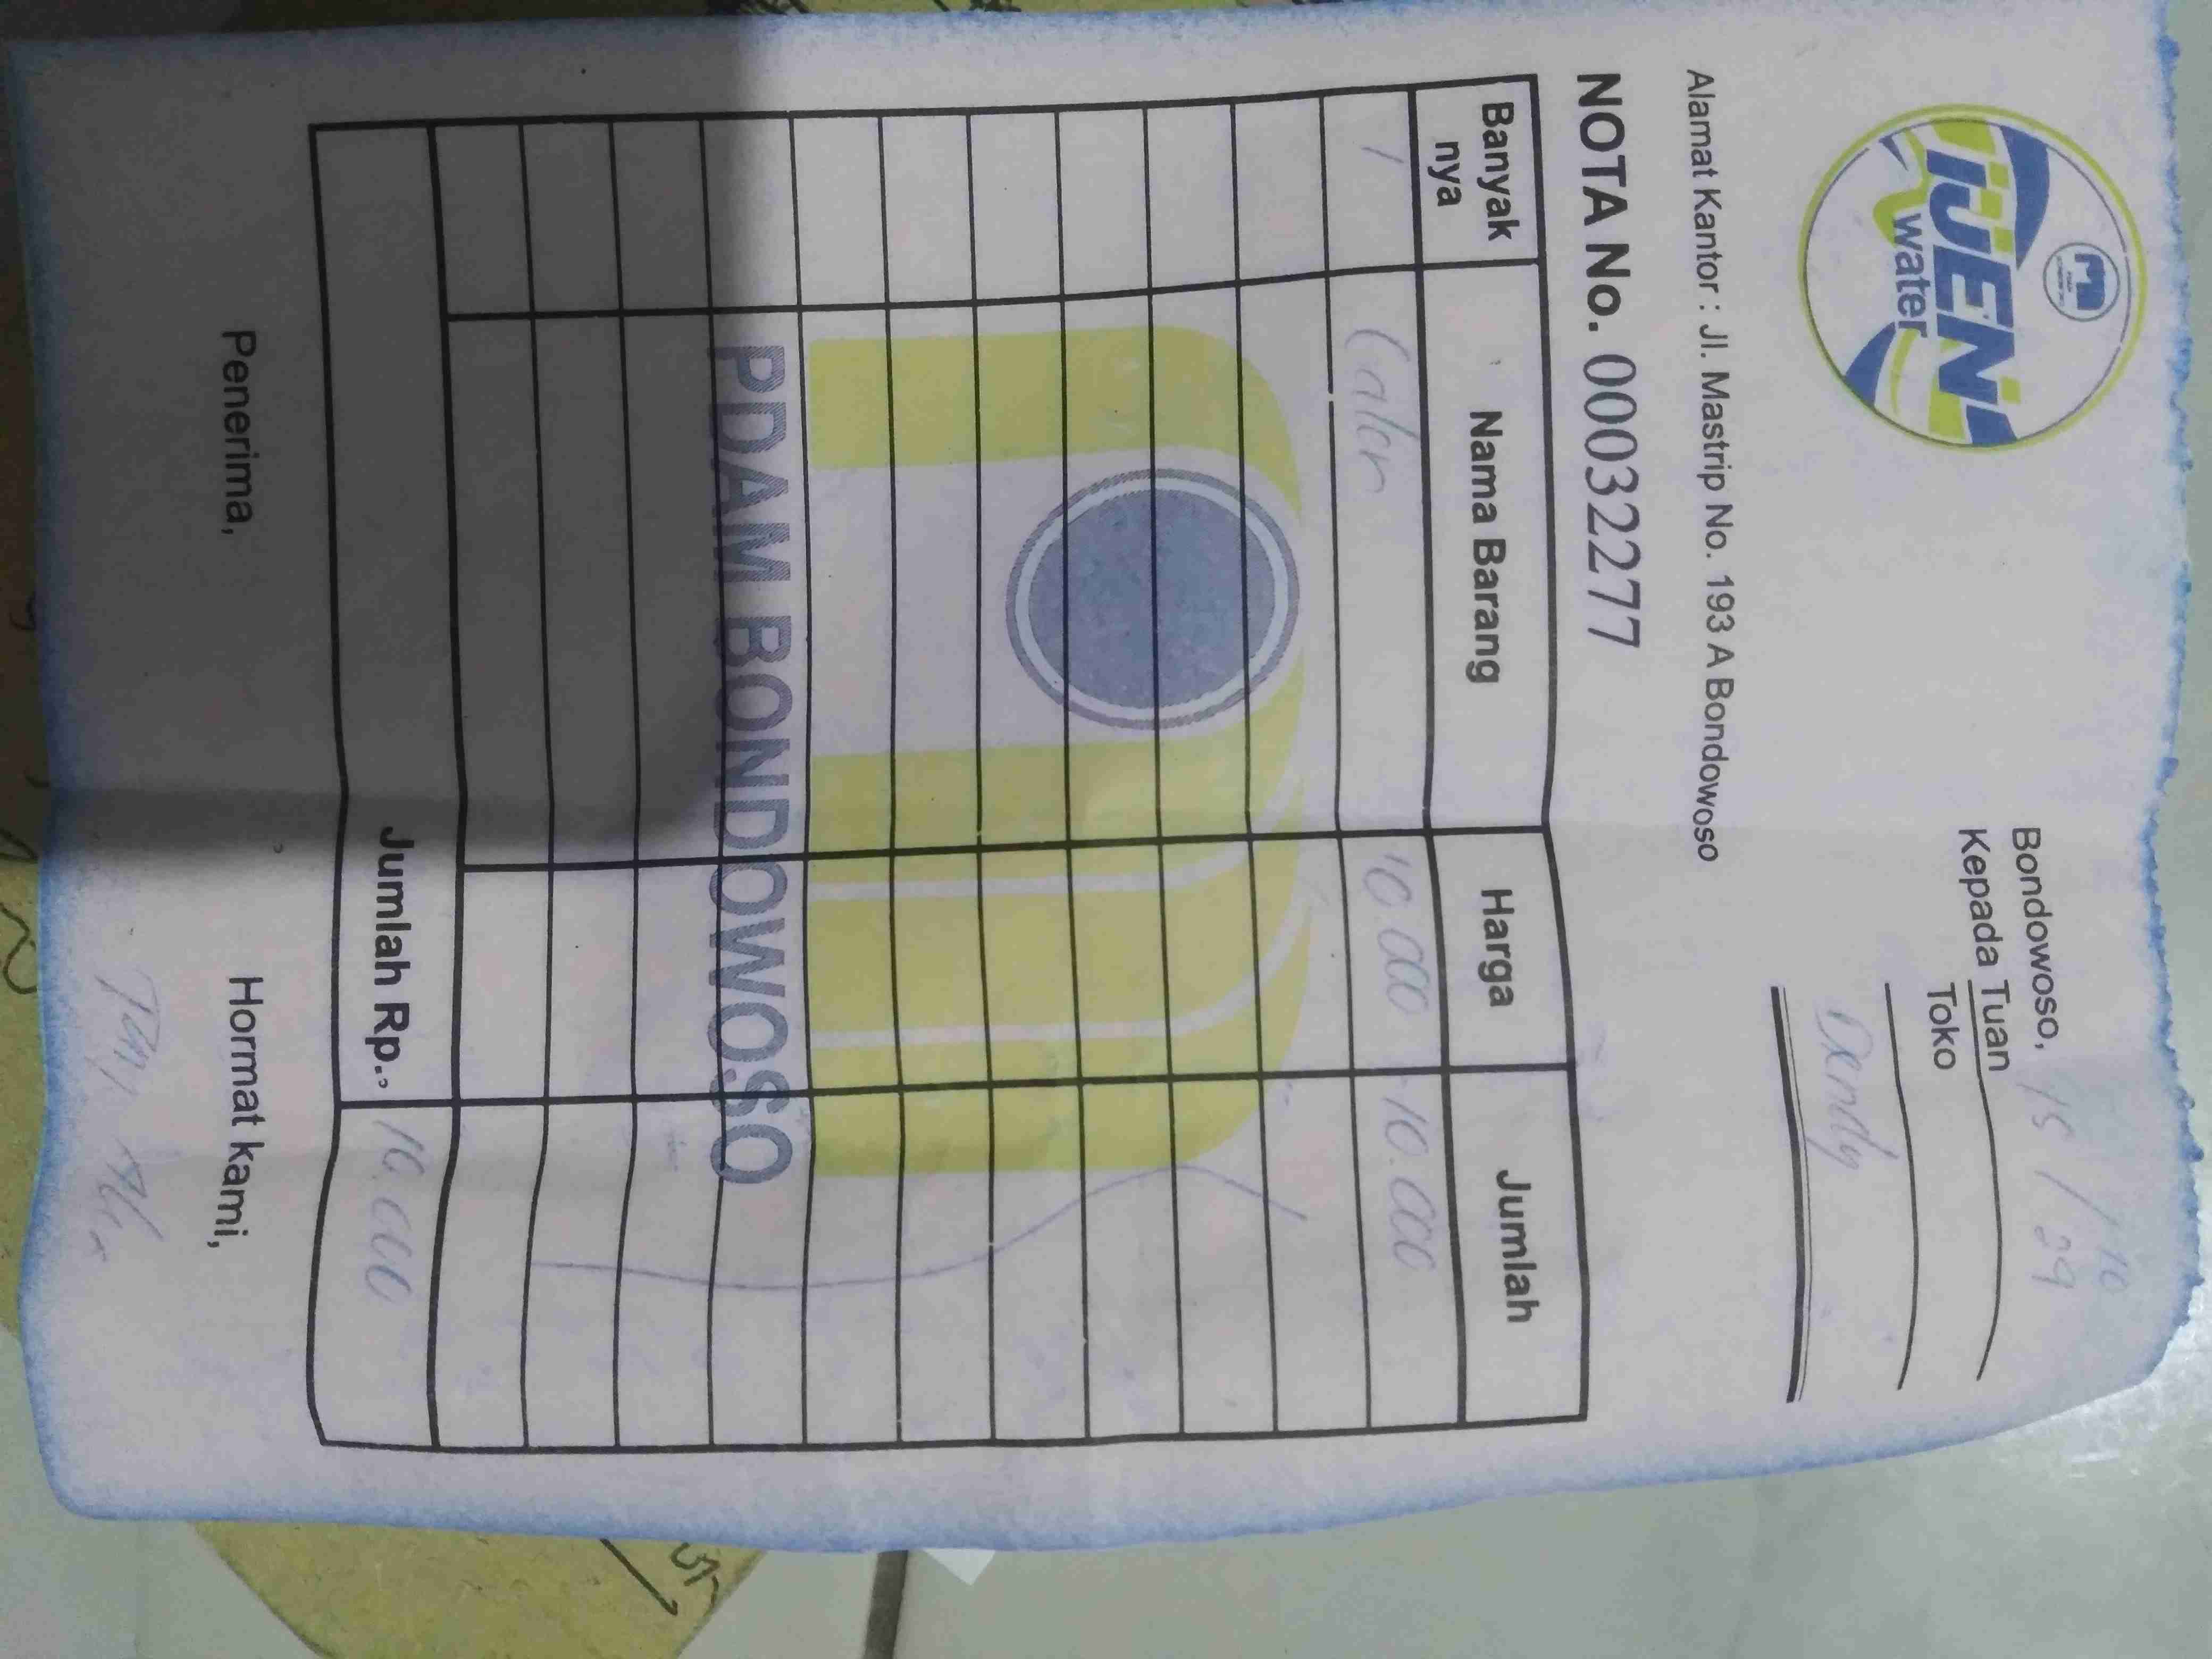 IJEN
water
Bondowoso, 15 / 10 29
Kepada Tuan
Toko
Dendy
Alamat Kantor : Jl. Mastrip No. 193 A Bondowoso
NOTA No. 00032277
Banyak nya Nama Barang Harga Jumlah
1 Galon 10.000 10.000
PDAM BONDOWOSO
Jumlah Rp. 10.000
Penerima, Hormat kami,